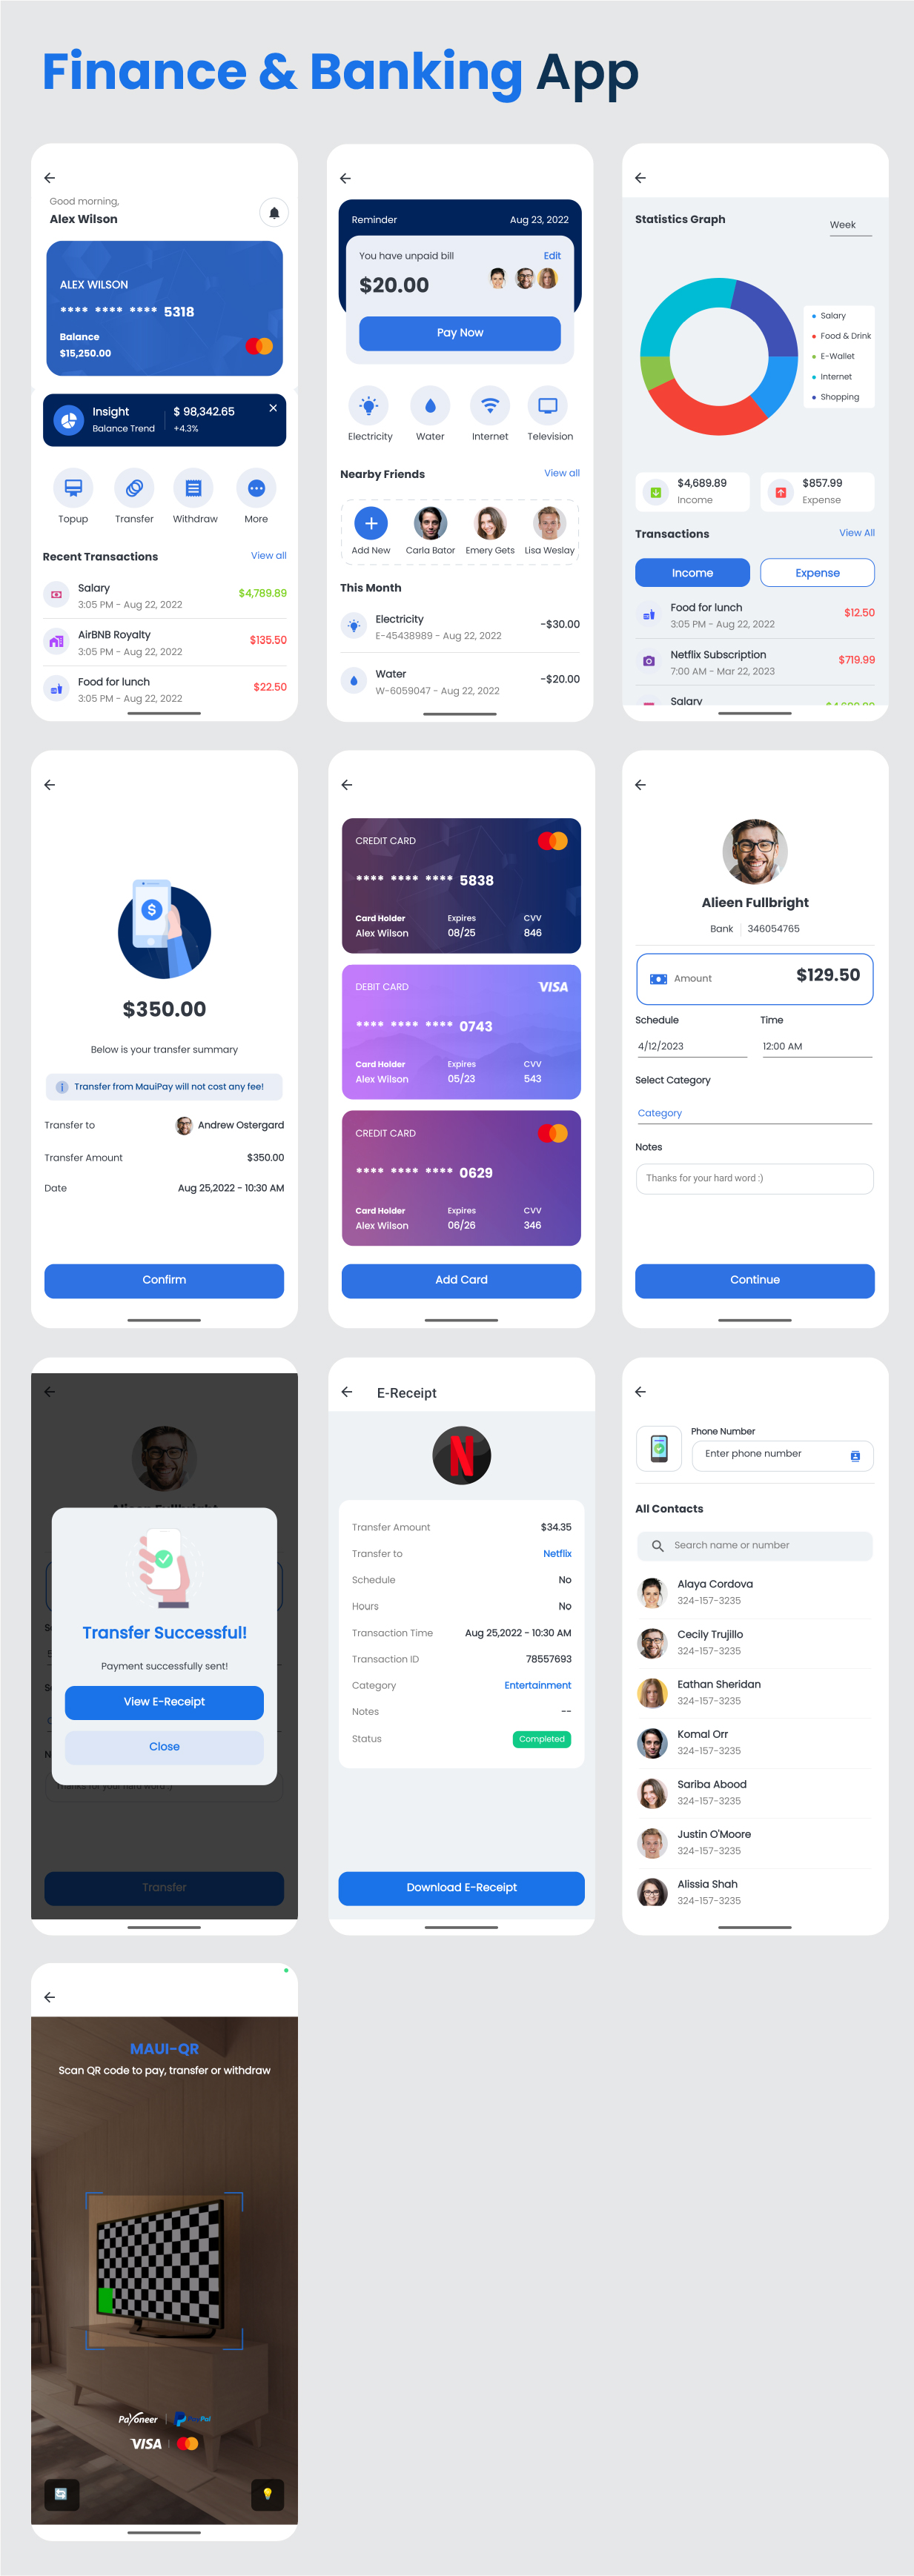 Finance & Banking App
Good morning,
Alex Wilson
ALEX WILSON
**** **** **** 5318
Balance
$15,250.00
Insight
Balance Trend
$ 98,342.65
+4.3%
Topup
Transfer
Withdraw
More
Recent Transactions
View all
Salary
$4,789.89
3:05 PM - Aug 22, 2022
AirBNB Royalty
$135.50
3:05 PM - Aug 22, 2022
Food for lunch
$22.50
3:05 PM - Aug 22, 2022
Reminder
Aug 23, 2022
You have unpaid bill
Edit
$20.00
Pay Now
Electricity
Water
Internet
Television
Nearby Friends
View all
Add New
Carla Bator
Emery Gets
Lisa Weslay
This Month
Electricity
-$30.00
E-45438989 - Aug 22, 2022
Water
-$20.00
W-6059047 - Aug 22, 2022
Statistics Graph
Week
Salary
Food & Drink
E-Wallet
Internet
Shopping
$4,689.89
Income
$857.99
Expense
Transactions
View All
Income
Expense
Food for lunch
$12.50
3:05 PM - Aug 22, 2022
Netflix Subscription
$719.99
7:00 AM - Mar 22, 2023
Salary
$350.00
Below is your transfer summary
Transfer from MauiPay will not cost any fee!
Transfer to
Andrew Ostergard
Transfer Amount
$350.00
Date
Aug 25,2022 - 10:30 AM
Confirm
CREDIT CARD
**** **** **** 5838
Card Holder
Expires
CVV
Alex Wilson
08/25
846
DEBIT CARD
VISA
**** **** **** 0743
Card Holder
Expires
CVV
Alex Wilson
05/23
543
CREDIT CARD
**** **** **** 0629
Card Holder
Expires
CVV
Alex Wilson
06/26
346
Add Card
Alieen Fullbright
Bank
346054765
Amount
$129.50
Schedule
Time
4/12/2023
12:00 AM
Select Category
Category
Notes
Thanks for your hard word :)
Continue
Transfer Successful!
Payment successfully sent!
View E-Receipt
Close
Thanks for your hard word :)
Transfer
E-Receipt
N
Transfer Amount
$34.35
Transfer to
Netflix
Schedule
No
Hours
No
Transaction Time
Aug 25,2022 - 10:30 AM
Transaction ID
78557693
Category
Entertainment
Notes
--
Status
Completed
Download E-Receipt
Phone Number
Enter phone number
All Contacts
Search name or number
Alaya Cordova
324-157-3235
Cecily Trujillo
324-157-3235
Eathan Sheridan
324-157-3235
Komal Orr
324-157-3235
Sariba Abood
324-157-3235
Justin O'Moore
324-157-3235
Alissia Shah
324-157-3235
MAUI-QR
Scan QR code to pay, transfer or withdraw
Payoneer
PayPal
VISA